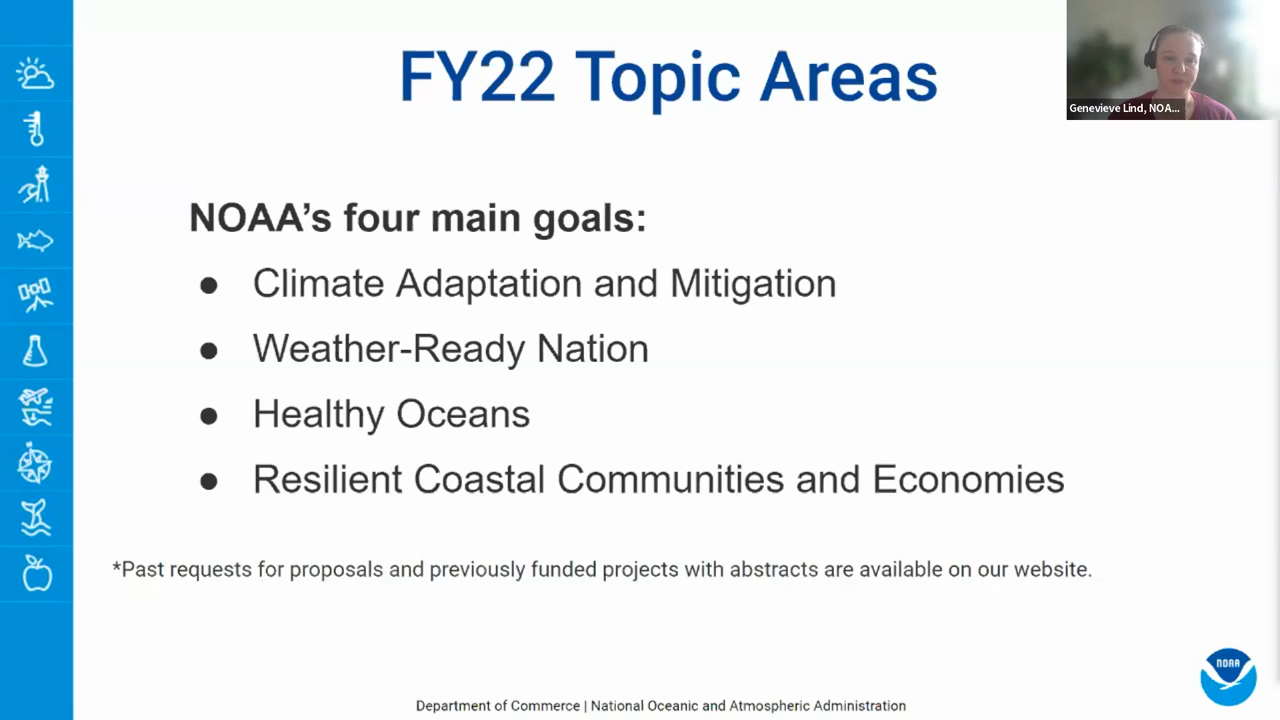 FY22 Topic Areas
Genevieve Lind, NOA...
NOAA’s four main goals:
● Climate Adaptation and Mitigation
● Weather-Ready Nation
● Healthy Oceans
● Resilient Coastal Communities and Economies
*Past requests for proposals and previously funded projects with abstracts are available on our website.
NOAA
Department of Commerce | National Oceanic and Atmospheric Administration